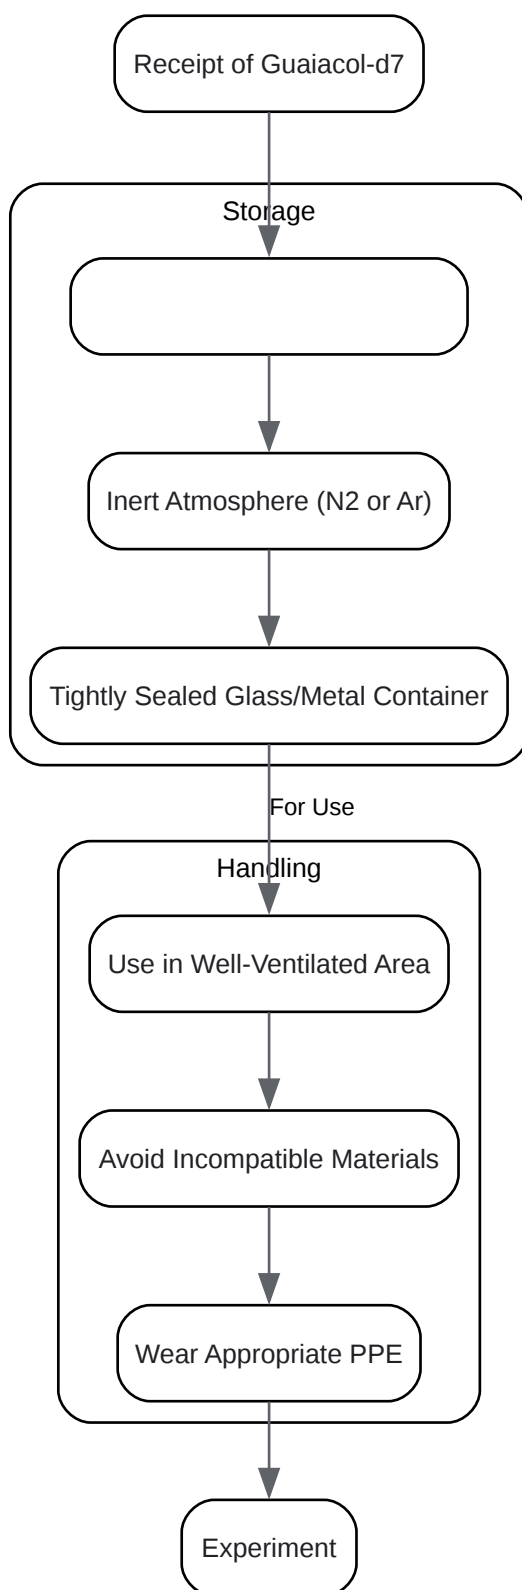 Receipt of Guaiacol-d7
Storage
Inert Atmosphere (N2 or Ar)
Tightly Sealed Glass/Metal Container
For Use
Handling
Use in Well-Ventilated Area
Avoid Incompatible Materials
Wear Appropriate PPE
Experiment